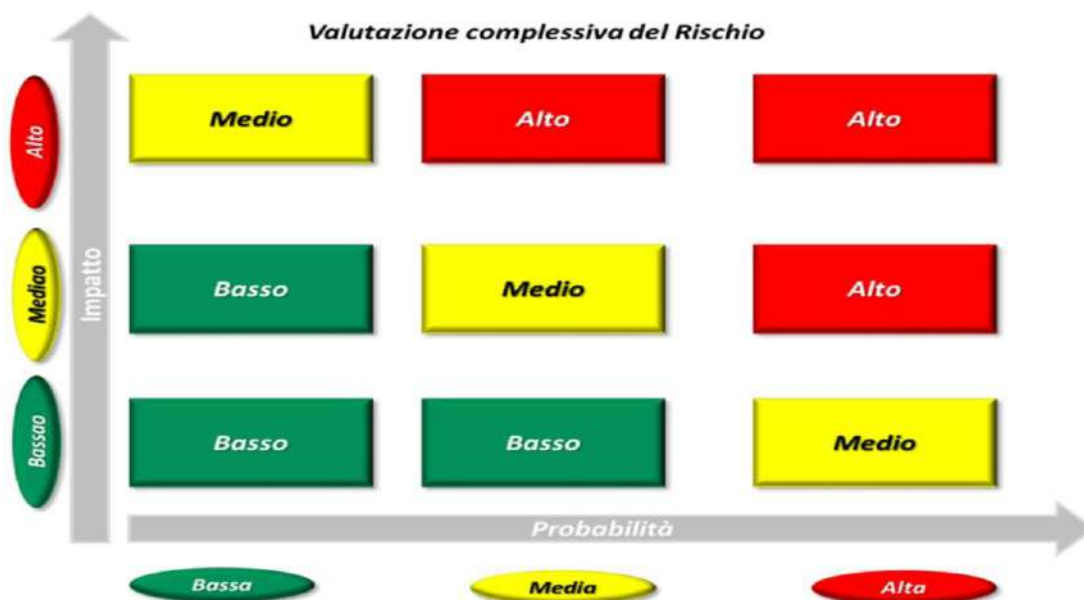 Valutazione complessiva del Rischio
Alto
Medio
Alto
Alto
Impatto
Mediao
Basso
Medio
Alto
Bassao
Basso
Basso
Medio
Probabilità
Bassa
Media
Alta